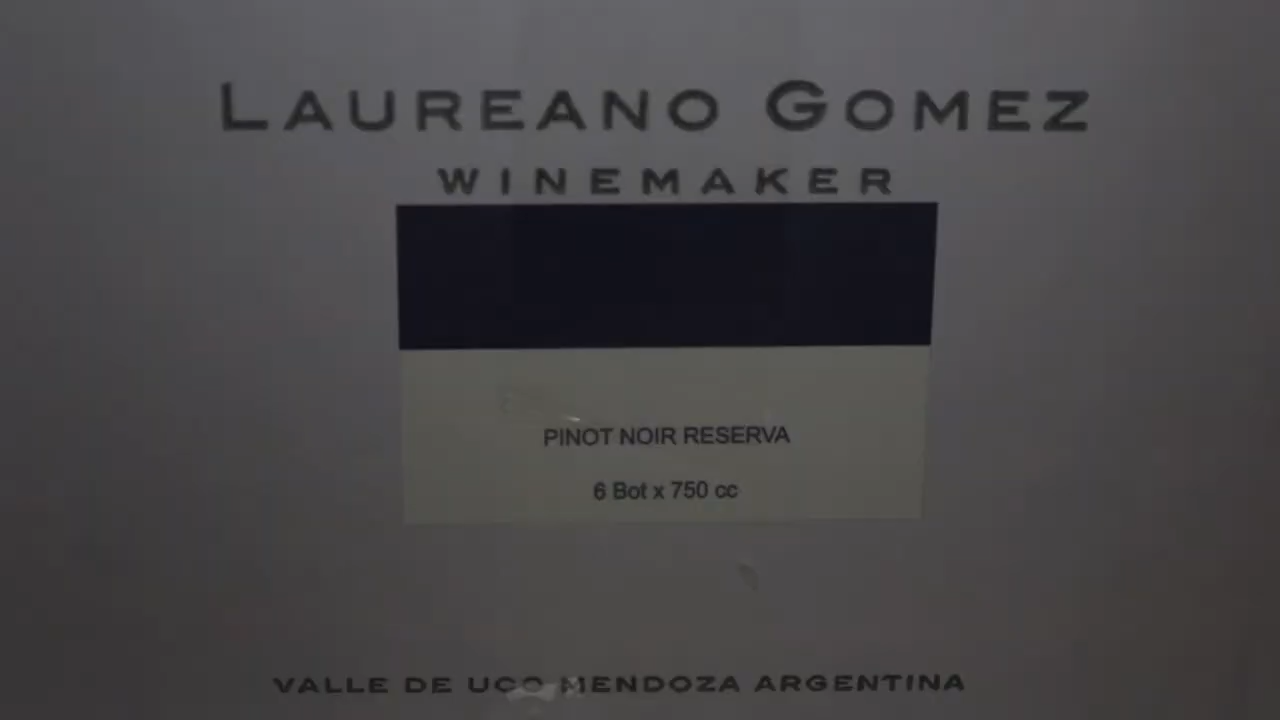 LAUREANO GOMEZ
WINEMAKER
PINOT NOIR RESERVA
6 Bot x 750 cc
VALLE DE UCO MENDOZA ARGENTINA